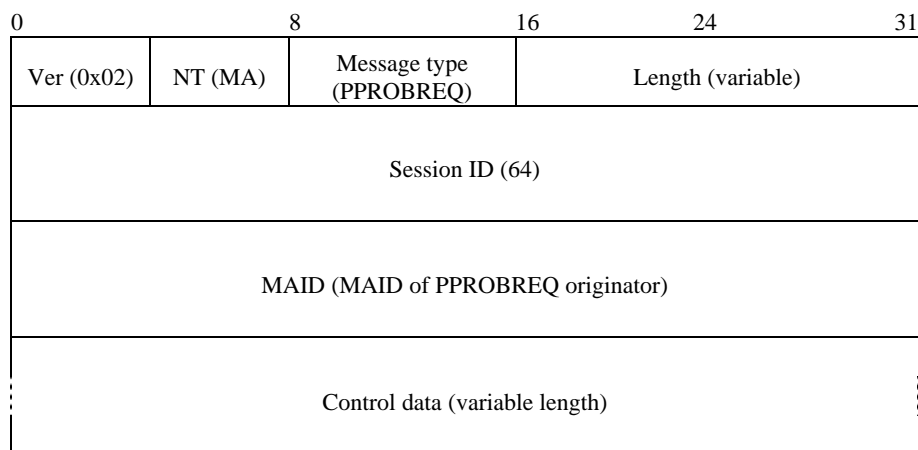 0 8 16 24 31
Ver (0x02) NT (MA) Message type (PPROBREQ) Length (variable)
Session ID (64)
MAID (MAID of PPROBREQ originator)
Control data (variable length)